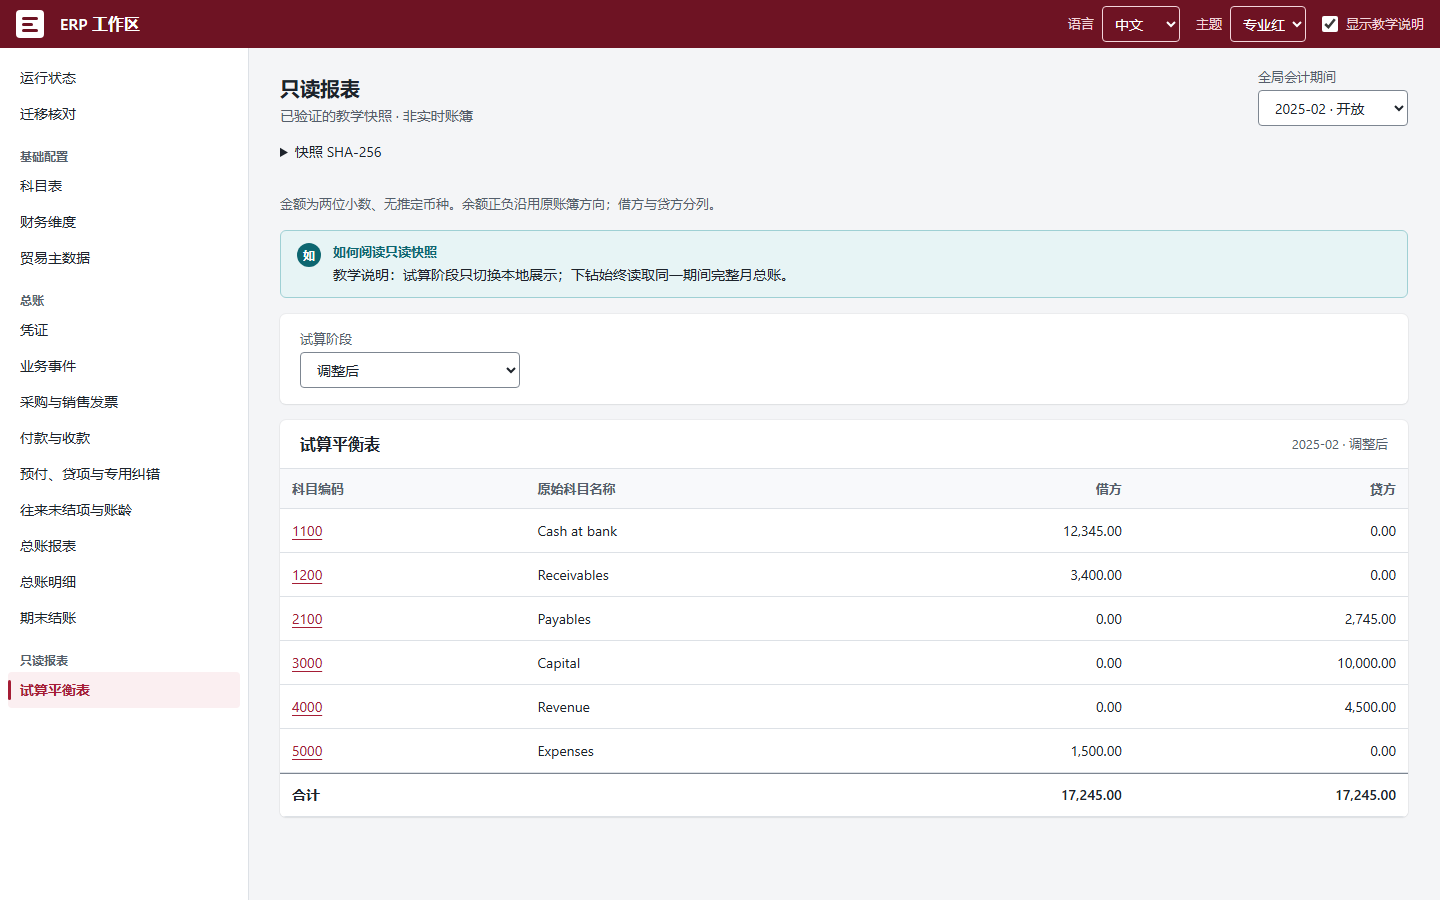 ERP 工作区
语言 中文 主题 专业红 显示教学说明
运行状态
迁移核对
基础配置
科目表
财务维度
贸易主数据
总账
凭证
业务事件
采购与销售发票
付款与收款
预付、贷项与专用纠错
往来未结项与账龄
总账报表
总账明细
期末结账
只读报表
试算平衡表
只读报表
已验证的教学快照 · 非实时账簿
全局会计期间
2025-02 · 开放
快照 SHA-256
金额为两位小数、无推定币种。余额正负沿用原账簿方向；借方与贷方分列。
如
如何阅读只读快照
教学说明：试算阶段只切换本地展示；下钻始终读取同一期间完整月总账。
试算阶段
调整后
试算平衡表 2025-02 · 调整后
科目编码 原始科目名称 借方 贷方
1100 Cash at bank 12,345.00 0.00
1200 Receivables 3,400.00 0.00
2100 Payables 0.00 2,745.00
3000 Capital 0.00 10,000.00
4000 Revenue 0.00 4,500.00
5000 Expenses 1,500.00 0.00
合计 17,245.00 17,245.00